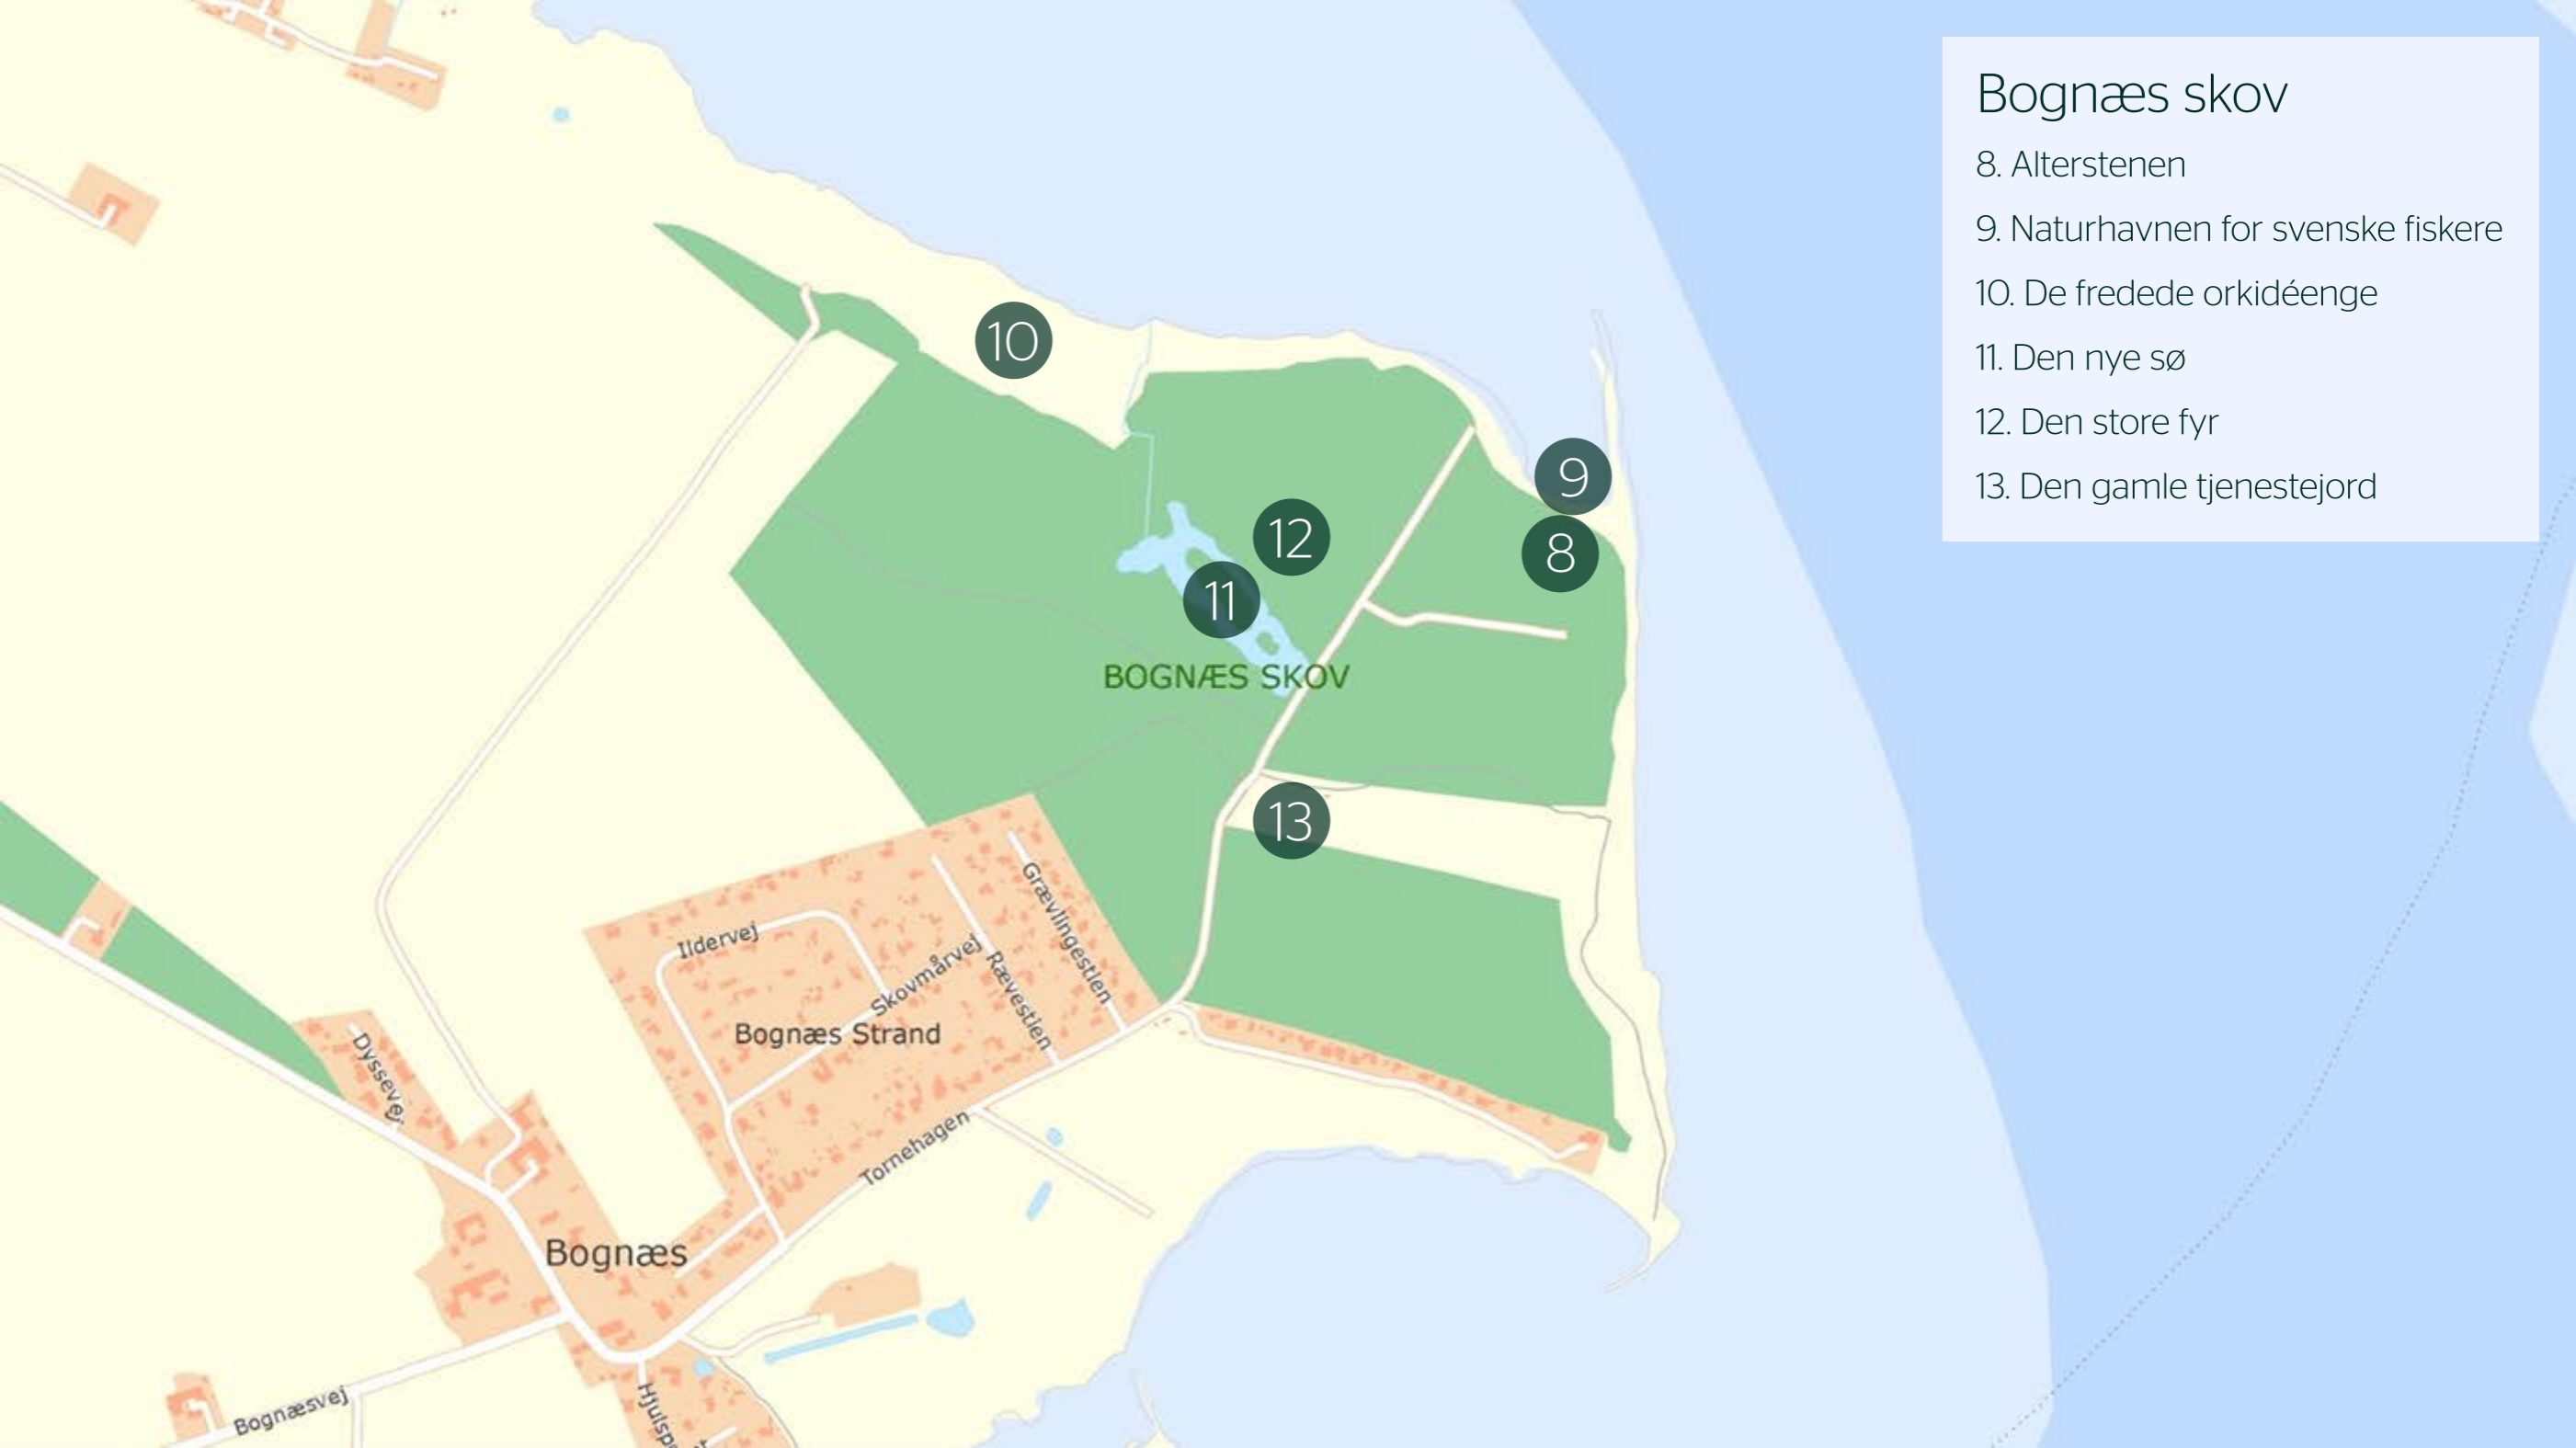 Bognæs skov
8. Alterstenen
9. Naturhavnen for svenske fiskere
10. De fredede orkidéenge
11. Den nye sø
12. Den store fyr
13. Den gamle tjenestejord
10
9
12
8
11
BOGNÆS SKOV
13
Grævlingestien
Ildervej
Skovmårvej
Rævestien
Bognæs Strand
Dyssevej
Tornehagen
Bognæs
Bognæsvej